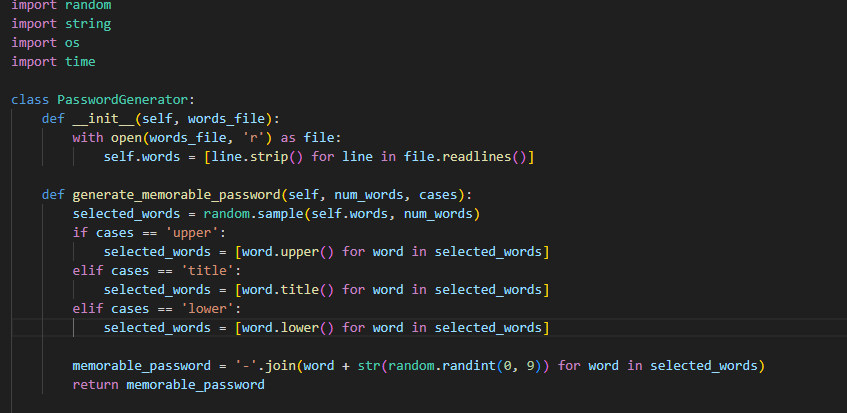 import random
import string
import os
import time

class PasswordGenerator:
    def __init__(self, words_file):
        with open(words_file, 'r') as file:
            self.words = [line.strip() for line in file.readlines()]

    def generate_memorable_password(self, num_words, cases):
        selected_words = random.sample(self.words, num_words)
        if cases == 'upper':
            selected_words = [word.upper() for word in selected_words]
        elif cases == 'title':
            selected_words = [word.title() for word in selected_words]
        elif cases == 'lower':
            selected_words = [word.lower() for word in selected_words]

        memorable_password = '-'.join(word + str(random.randint(0, 9)) for word in selected_words)
        return memorable_password